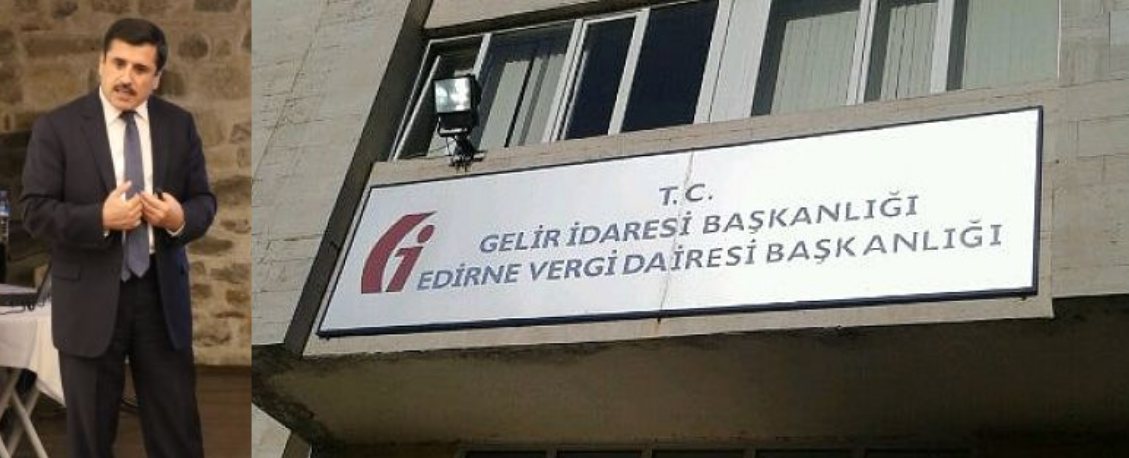 T.C.
GELİR İDARESİ BAŞKANLIĞI
EDİRNE VERGİ DAİRESİ BAŞKANLIĞI